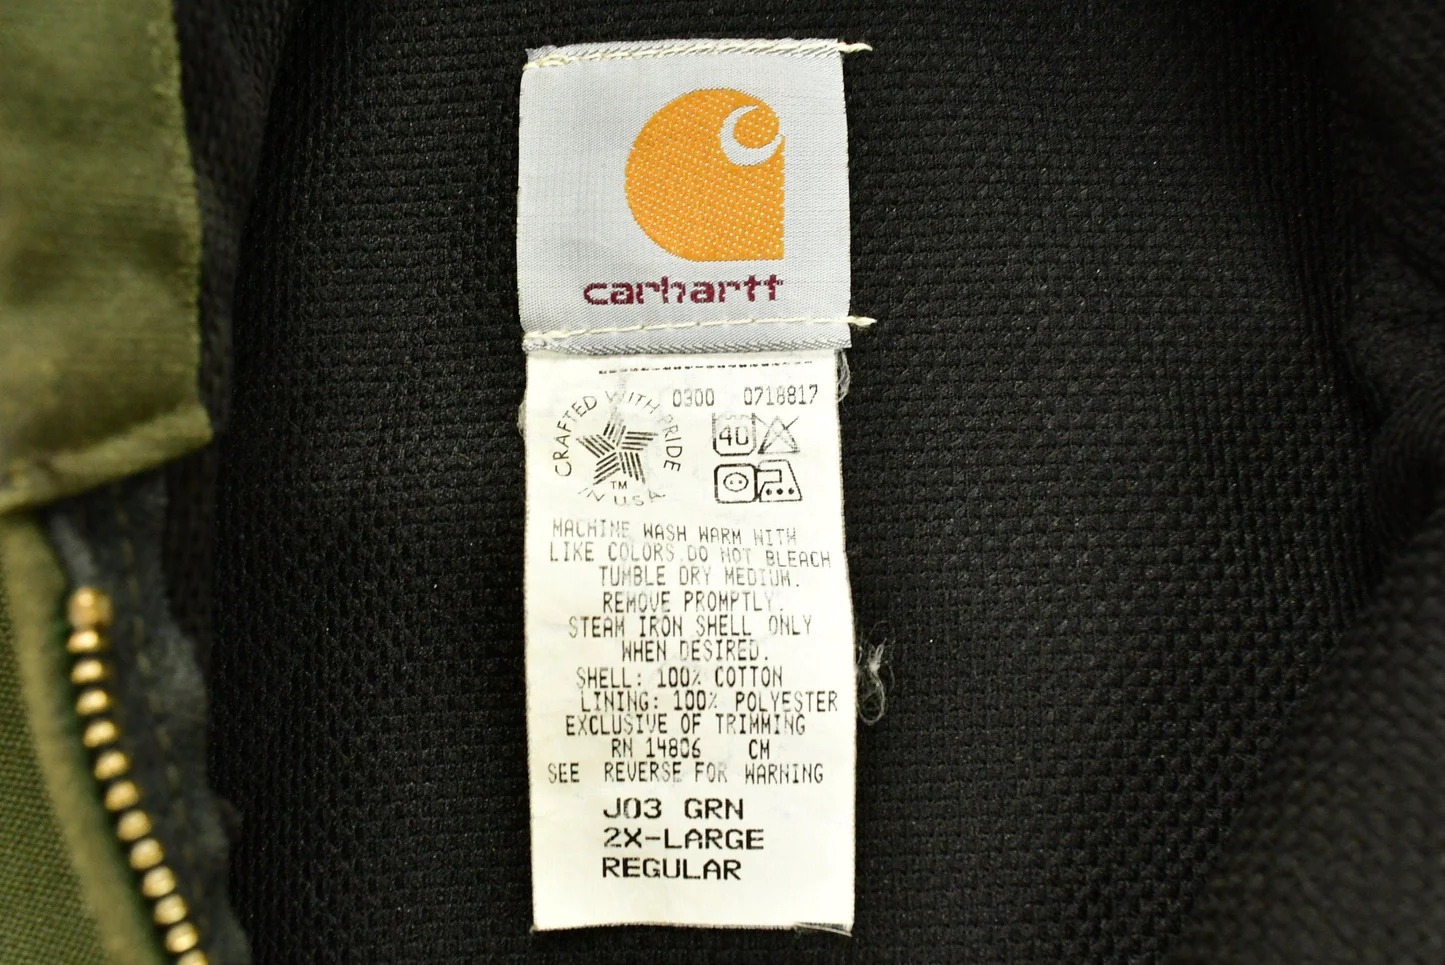 carhartt
0300 0718817
CRAFTED WITH PRIDE
TM
IN U.S.A.
40
MACHINE WASH WARM WITH
LIKE COLORS.DO NOT BLEACH
TUMBLE DRY MEDIUM.
REMOVE PROMPTLY.
STEAM IRON SHELL ONLY
WHEN DESIRED.
SHELL: 100% COTTON
LINING: 100% POLYESTER
EXCLUSIVE OF TRIMMING
RN 14806 CM
SEE REVERSE FOR WARNING
J03 GRN
2X-LARGE
REGULAR